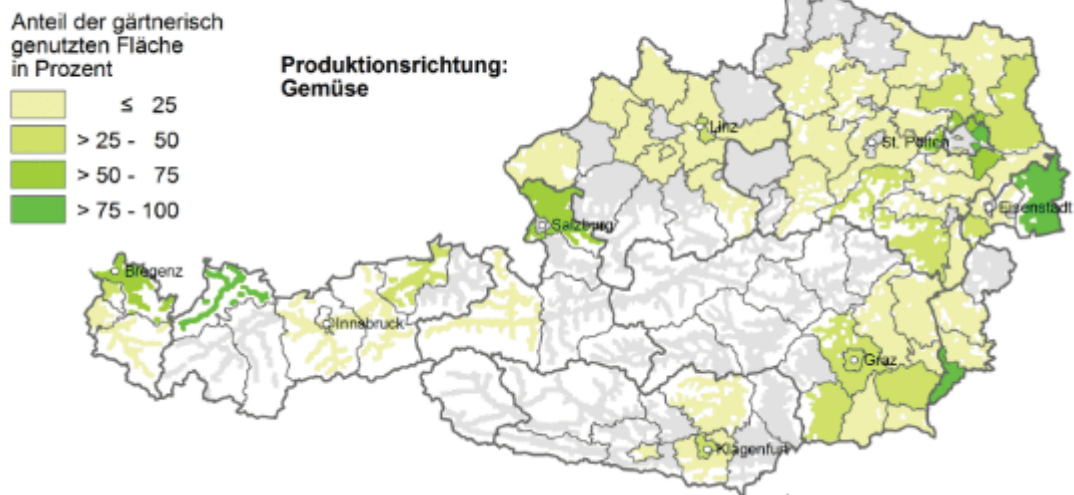 Anteil der gärtnerisch
genutzten Fläche
in Prozent
≤ 25
> 25 - 50
> 50 - 75
> 75 - 100
Produktionsrichtung:
Gemüse
Linz
St. Pölten
Eisenstadt
Salzburg
Bregenz
Innsbruck
Graz
Klagenfurt